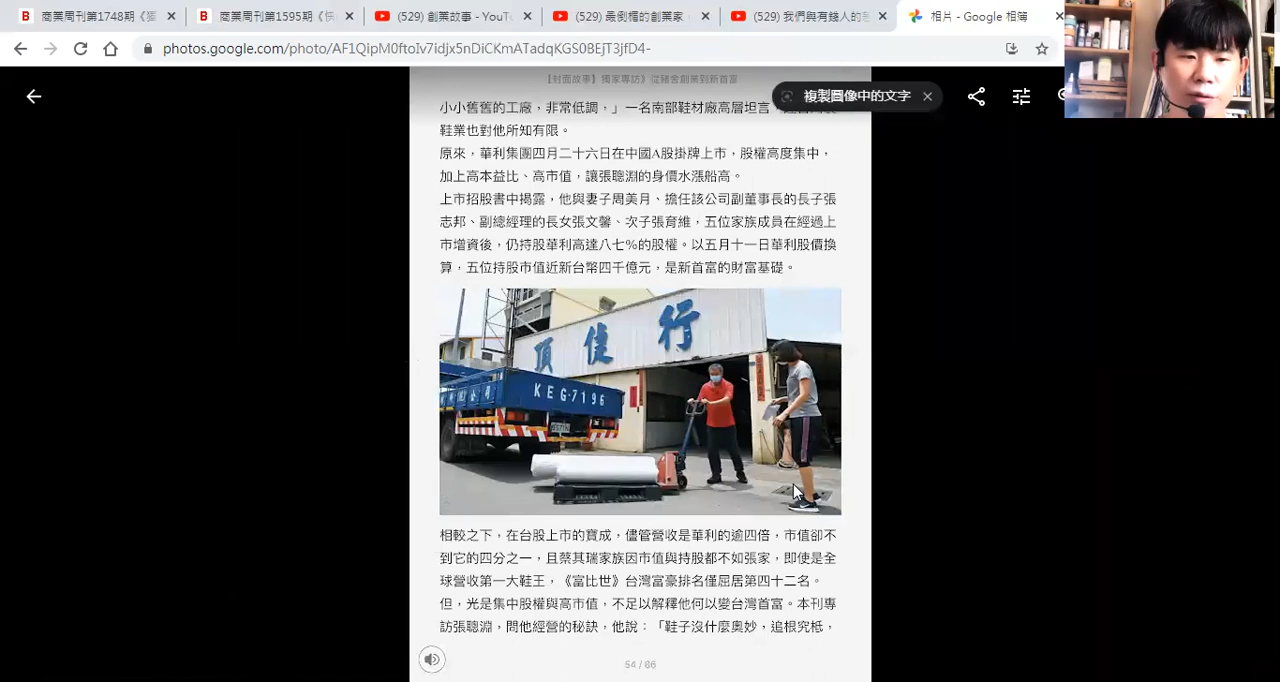 商業周刊第1748期《獨
商業周刊第1595期《
(529) 創業故事 - YouTu
(529) 最倒楣的創業家
(529) 我們與有錢人的
相片 - Google 相簿
photos.google.com/photo/AF1QipM0ftoIv7idjx5nDiCKmATadqKGS0BEJT3jfD4-
【封面故事】獨家專訪》從豬舍創業到新首富
複製圖像中的文字
小小舊舊的工廠，非常低調，」一名南部鞋材廠高層坦言，
鞋業也對他所知有限。
原來，華利集團四月二十六日在中國A股掛牌上市，股權高度集中，
加上高本益比、高市值，讓張聰淵的身價水漲船高。
上市招股書中揭露，他與妻子周美月、擔任該公司副董事長的長子張
志邦、副總經理的長女張文馨、次子張育維，五位家族成員在經過上
市增資後，仍持股華利高達八七%的股權。以五月十一日華利股價換
算，五位持股市值近新台幣四千億元，是新首富的財富基礎。
頂佳行
KEG-7196
相較之下，在台股上市的寶成，儘管營收是華利的逾四倍，市值卻不
到它的四分之一，且蔡其瑞家族因市值與持股都不如張家，即使是全
球營收第一大鞋王，《富比世》台灣富豪排名僅屈居第四十二名。
但，光是集中股權與高市值，不足以解釋他何以變台灣首富。本刊專
訪張聰淵，問他經營的秘訣，他說：「鞋子沒什麼奧妙，追根究柢，
54 / 86